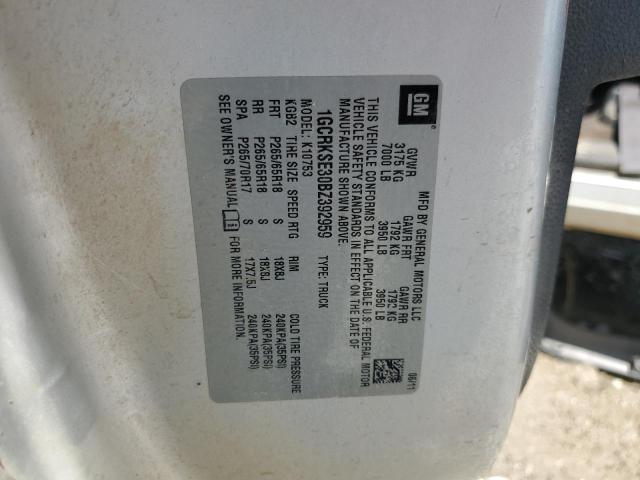 GM
MFD BY GENERAL MOTORS LLC
06/11
GVWR GAWR FRT GAWR RR
3175 KG 1792 KG 1792 KG
7000 LB 3950 LB 3950 LB
THIS VEHICLE CONFORMS TO ALL APPLICABLE U.S. FEDERAL MOTOR
VEHICLE SAFETY STANDARDS IN EFFECT ON THE DATE OF
MANUFACTURE SHOWN ABOVE.
1GCRKSE30BZ392959 TYPE: TRUCK
MODEL: K10753
KGB2 TIRE SIZE SPEED RTG RIM COLD TIRE PRESSURE
FRT P265/65R18 S 18X8J 240KPA(35PSI)
RR P265/65R18 S 18X8J 240KPA(35PSI)
SPA P265/70R17 S 17X7.5J 240KPA(35PSI)
SEE OWNER'S MANUAL FOR MORE INFORMATION.